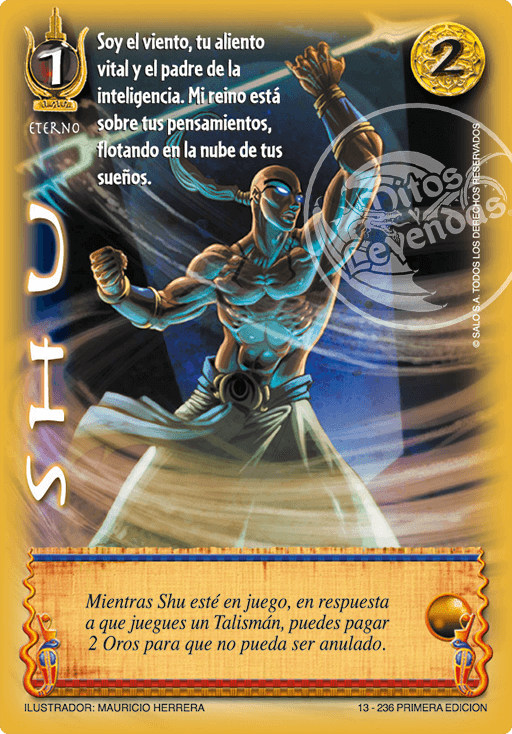 1
ETERNO
Soy el viento, tu aliento
vital y el padre de la
inteligencia. Mi reino está
sobre tus pensamientos,
flotando en la nube de tus
sueños.
2
SHU
Mitos
y
Leyendas
© SALO S.A. TODOS LOS DERECHOS RESERVADOS
Mientras Shu esté en juego, en respuesta
a que juegues un Talismán, puedes pagar
2 Oros para que no pueda ser anulado.
ILUSTRADOR: MAURICIO HERRERA
13 - 236 PRIMERA EDICION